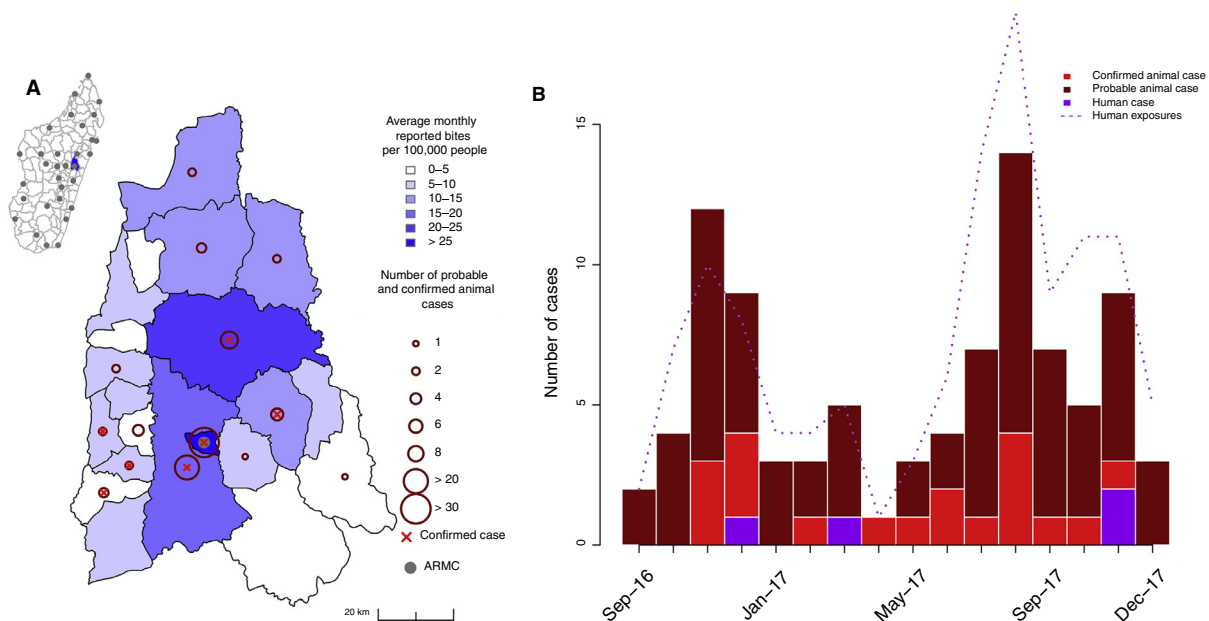 A
Average monthly
reported bites
per 100,000 people
0–5
5–10
10–15
15–20
20–25
> 25
Number of probable
and confirmed animal
cases
1
2
4
6
8
> 20
> 30
Confirmed case
ARMC
20 km
B
Confirmed animal case
Probable animal case
Human case
Human exposures
Number of cases
15
10
5
0
Sep–16
Jan–17
May–17
Sep–17
Dec–17